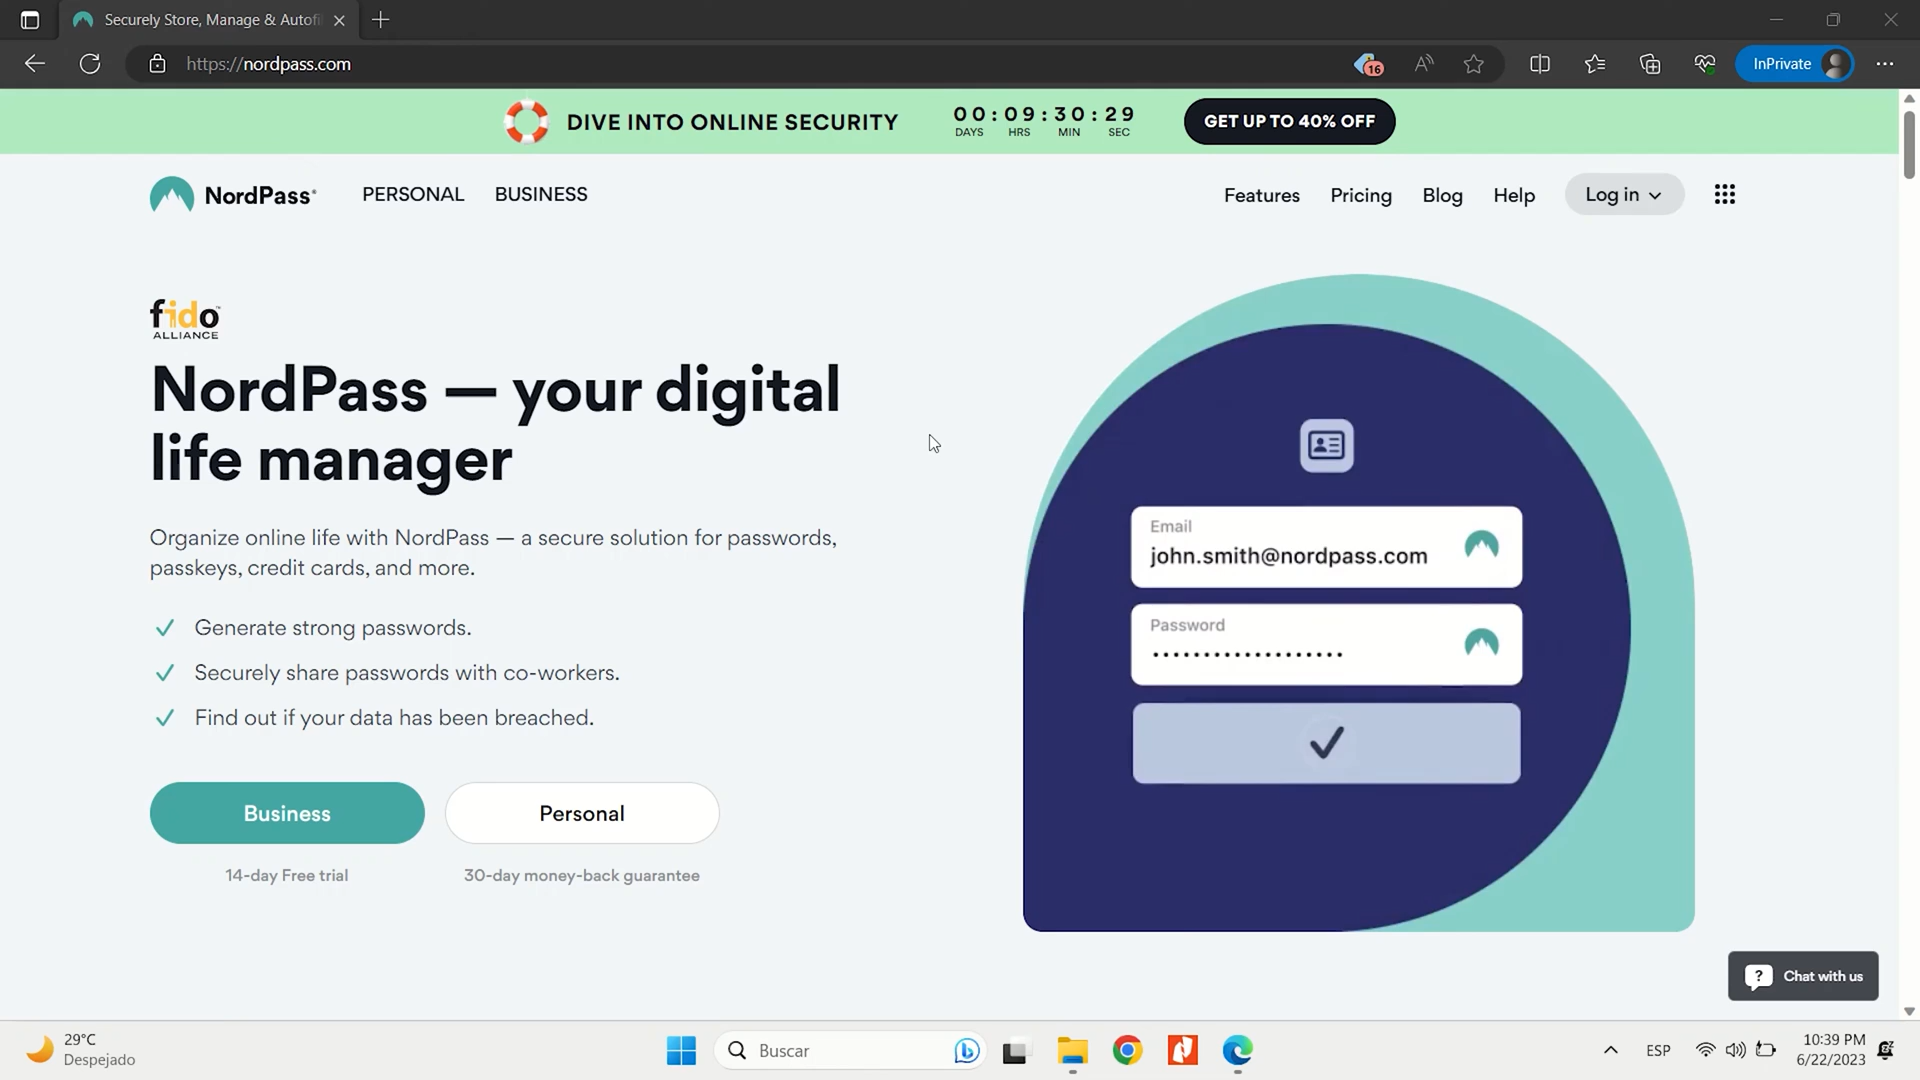 Securely Store, Manage & Autofi
https://nordpass.com
16
InPrivate
DIVE INTO ONLINE SECURITY
00:09:30:29
DAYS HRS MIN SEC
GET UP TO 40% OFF
NordPass®
PERSONAL
BUSINESS
Features
Pricing
Blog
Help
Log in
fido™
ALLIANCE
NordPass — your digital
life manager
Organize online life with NordPass — a secure solution for passwords,
passkeys, credit cards, and more.
Generate strong passwords.
Securely share passwords with co-workers.
Find out if your data has been breached.
Business
Personal
14-day Free trial
30-day money-back guarantee
Email
john.smith@nordpass.com
Password
Chat with us
29°C
Despejado
Buscar
ESP
10:39 PM
6/22/2023